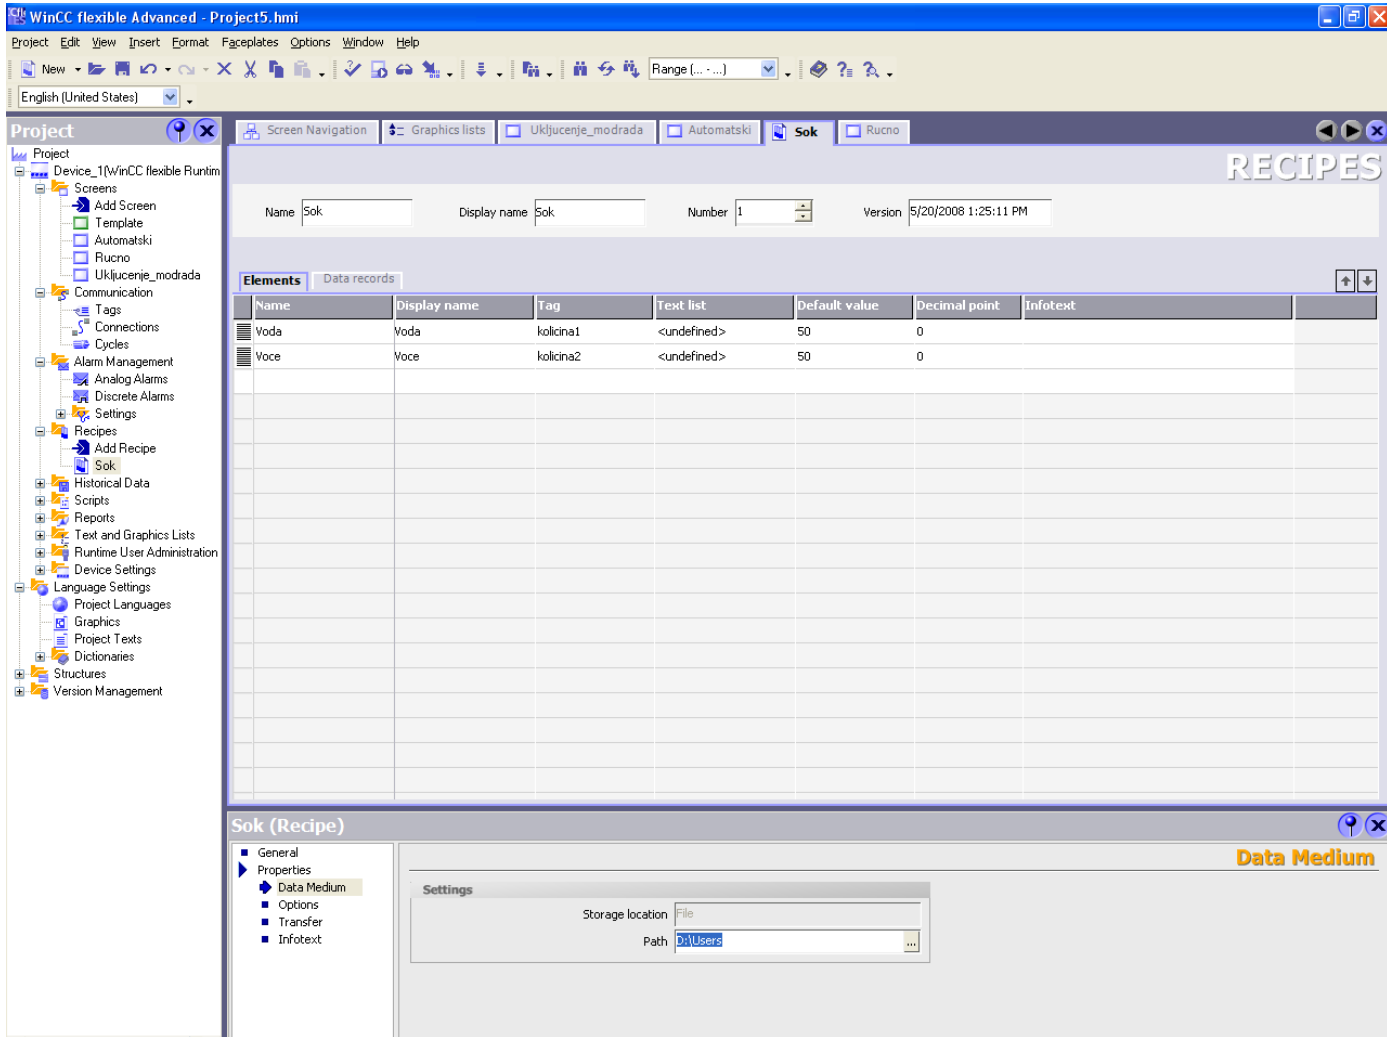 WinCC flexible Advanced - Project5.hmi
Project Edit View Insert Format Faceplates Options Window Help
New Range (... - ...)
English (United States)
Project
Project
Device_1(WinCC flexible Runtim
Screens
Add Screen
Template
Automatski
Rucno
Ukljucenje_modrada
Communication
Tags
Connections
Cycles
Alarm Management
Analog Alarms
Discrete Alarms
Settings
Recipes
Add Recipe
Sok
Historical Data
Scripts
Reports
Text and Graphics Lists
Runtime User Administration
Device Settings
Language Settings
Project Languages
Graphics
Project Texts
Dictionaries
Structures
Version Management
Screen Navigation Graphics lists Ukljucenje_modrada Automatski Sok Rucno
RECIPES
Name Sok Display name Sok Number 1 Version 5/20/2008 1:25:11 PM
Elements Data records
Name Display name Tag Text list Default value Decimal point Infotext
Voda Voda kolicina1 <undefined> 50 0
Voce Voce kolicina2 <undefined> 50 0
Sok (Recipe)
General
Properties
Data Medium
Options
Transfer
Infotext
Data Medium
Settings
Storage location File
Path D:\Users ...